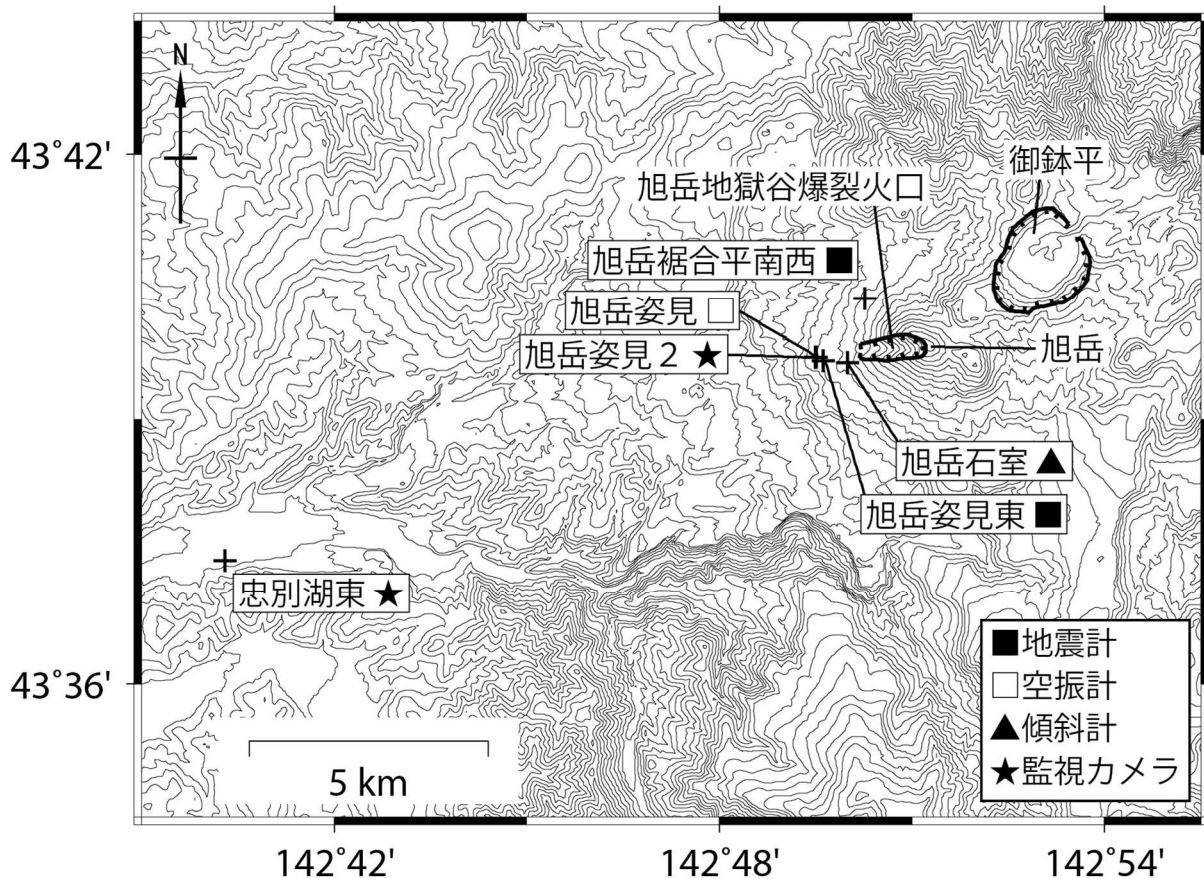 N
43°42'
御鉢平
旭岳地獄谷爆裂火口
旭岳裾合平南西 ■
旭岳姿見 □
旭岳姿見２ ★
旭岳
旭岳石室 ▲
旭岳姿見東 ■
忠別湖東 ★
43°36'
■地震計
□空振計
▲傾斜計
★監視カメラ
5 km
142°42'
142°48'
142°54'